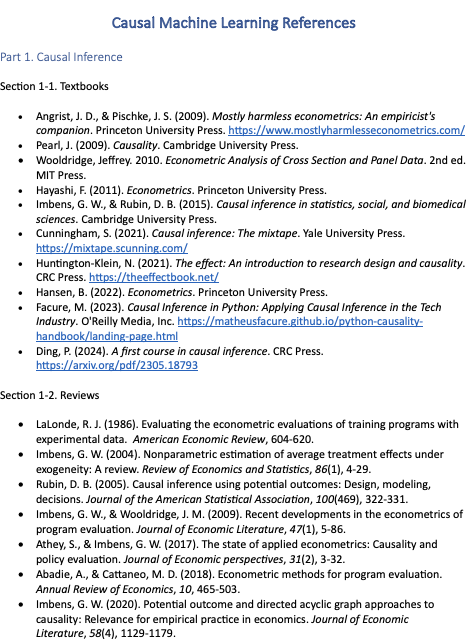 Causal Machine Learning References
Part 1. Causal Inference
Section 1-1. Textbooks
• Angrist, J. D., & Pischke, J. S. (2009). Mostly harmless econometrics: An empiricist's
companion. Princeton University Press. https://www.mostlyharmlesseconometrics.com/
• Pearl, J. (2009). Causality. Cambridge University Press.
• Wooldridge, Jeffrey. 2010. Econometric Analysis of Cross Section and Panel Data. 2nd ed.
MIT Press.
• Hayashi, F. (2011). Econometrics. Princeton University Press.
• Imbens, G. W., & Rubin, D. B. (2015). Causal inference in statistics, social, and biomedical
sciences. Cambridge University Press.
• Cunningham, S. (2021). Causal inference: The mixtape. Yale University Press.
https://mixtape.scunning.com/
• Huntington-Klein, N. (2021). The effect: An introduction to research design and causality.
CRC Press. https://theeffectbook.net/
• Hansen, B. (2022). Econometrics. Princeton University Press.
• Facure, M. (2023). Causal Inference in Python: Applying Causal Inference in the Tech
Industry. O'Reilly Media, Inc. https://matheusfacure.github.io/python-causality-
handbook/landing-page.html
• Ding, P. (2024). A first course in causal inference. CRC Press.
https://arxiv.org/pdf/2305.18793
Section 1-2. Reviews
• LaLonde, R. J. (1986). Evaluating the econometric evaluations of training programs with
experimental data. American Economic Review, 604-620.
• Imbens, G. W. (2004). Nonparametric estimation of average treatment effects under
exogeneity: A review. Review of Economics and Statistics, 86(1), 4-29.
• Rubin, D. B. (2005). Causal inference using potential outcomes: Design, modeling,
decisions. Journal of the American Statistical Association, 100(469), 322-331.
• Imbens, G. W., & Wooldridge, J. M. (2009). Recent developments in the econometrics of
program evaluation. Journal of Economic Literature, 47(1), 5-86.
• Athey, S., & Imbens, G. W. (2017). The state of applied econometrics: Causality and
policy evaluation. Journal of Economic perspectives, 31(2), 3-32.
• Abadie, A., & Cattaneo, M. D. (2018). Econometric methods for program evaluation.
Annual Review of Economics, 10, 465-503.
• Imbens, G. W. (2020). Potential outcome and directed acyclic graph approaches to
causality: Relevance for empirical practice in economics. Journal of Economic
Literature, 58(4), 1129-1179.